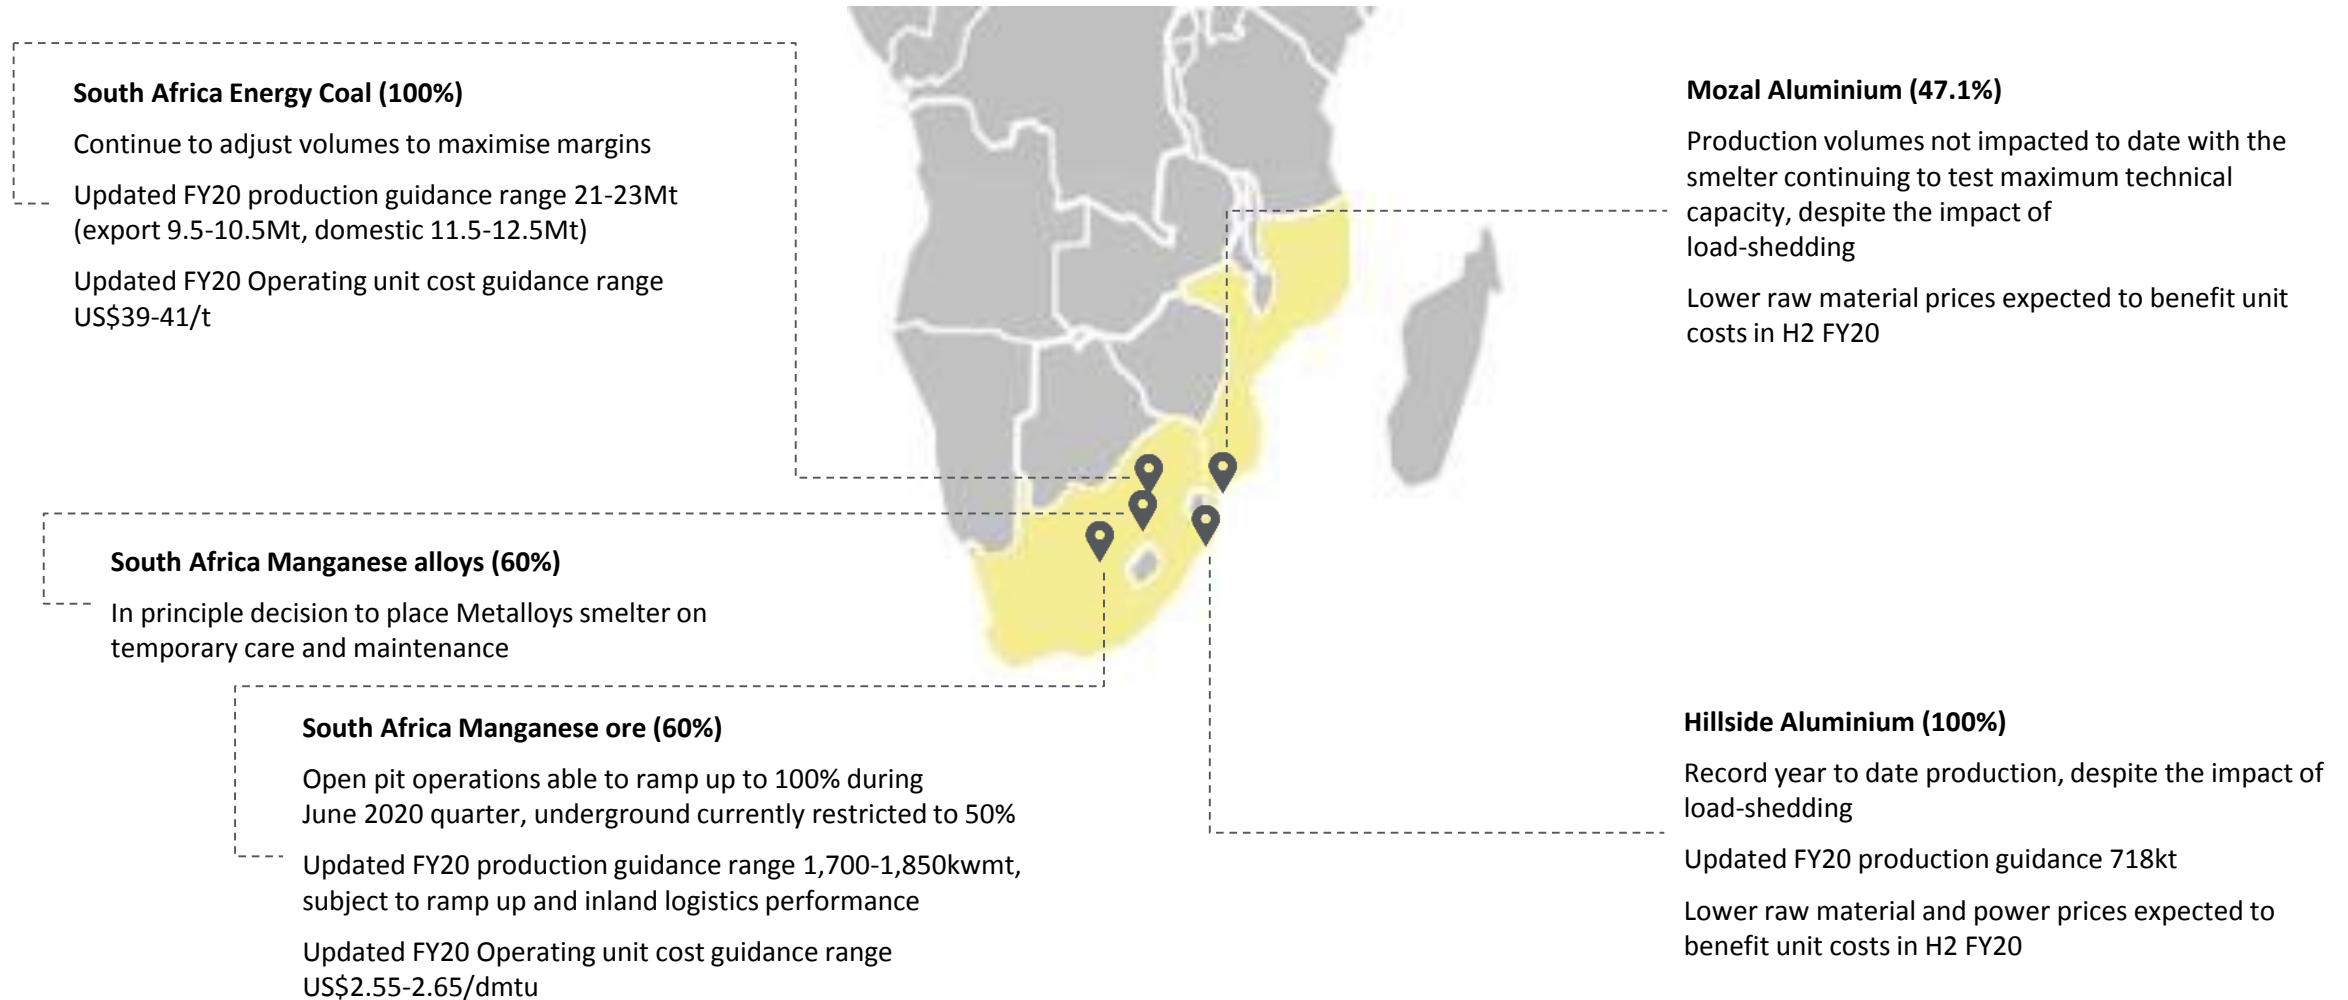 South Africa Energy Coal (100%)
Continue to adjust volumes to maximise margins
Updated FY20 production guidance range 21-23Mt
(export 9.5-10.5Mt, domestic 11.5-12.5Mt)
Updated FY20 Operating unit cost guidance range
US$39-41/t
South Africa Manganese alloys (60%)
In principle decision to place Metalloys smelter on
temporary care and maintenance
South Africa Manganese ore (60%)
Open pit operations able to ramp up to 100% during
June 2020 quarter, underground currently restricted to 50%
Updated FY20 production guidance range 1,700-1,850kwmt,
subject to ramp up and inland logistics performance
Updated FY20 Operating unit cost guidance range
US$2.55-2.65/dmtu
Mozal Aluminium (47.1%)
Production volumes not impacted to date with the
smelter continuing to test maximum technical
capacity, despite the impact of
load-shedding
Lower raw material prices expected to benefit unit
costs in H2 FY20
Hillside Aluminium (100%)
Record year to date production, despite the impact of
load-shedding
Updated FY20 production guidance 718kt
Lower raw material and power prices expected to
benefit unit costs in H2 FY20